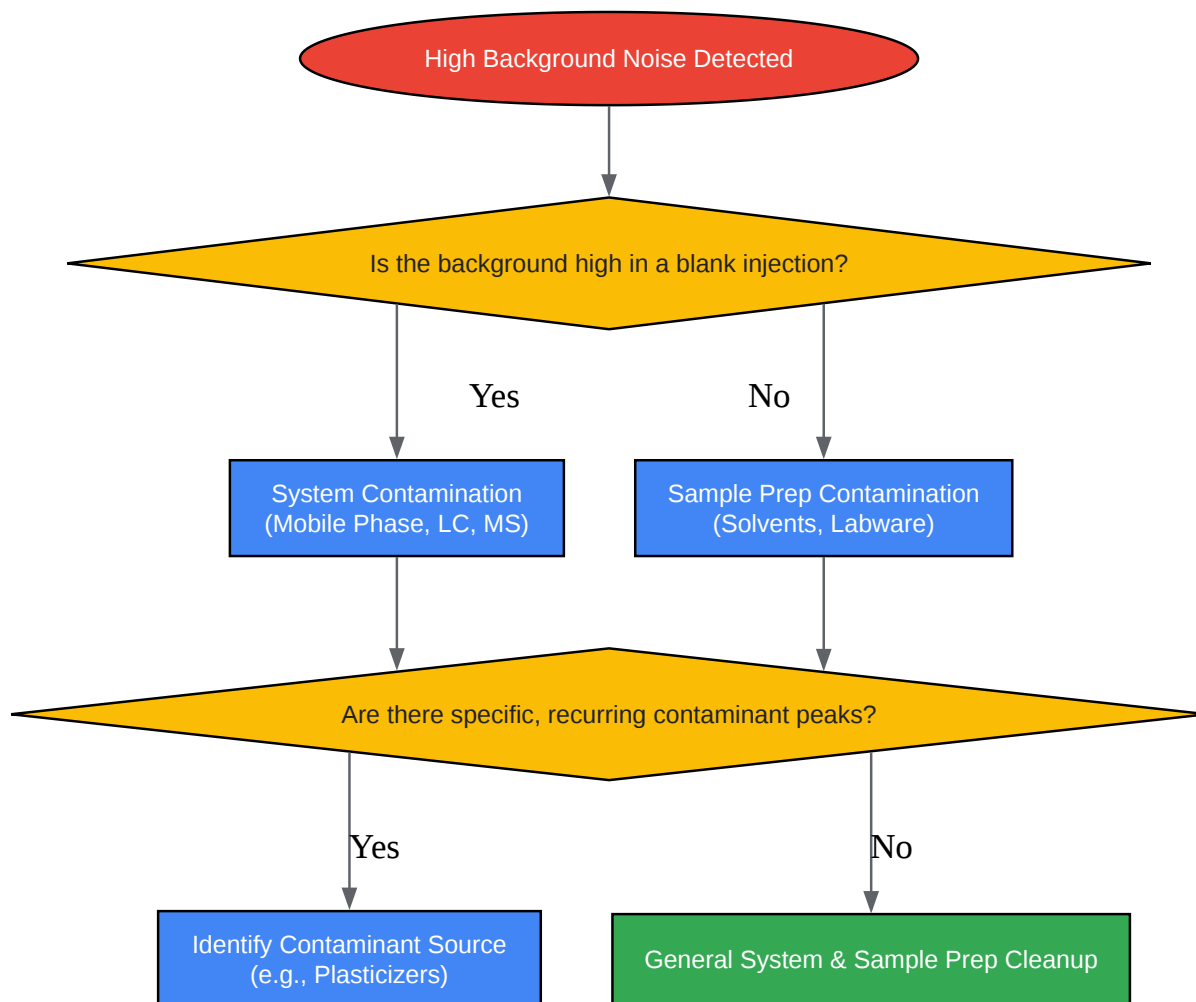 High Background Noise Detected
Is the background high in a blank injection?
Yes
No
System Contamination
(Mobile Phase, LC, MS)
Sample Prep Contamination
(Solvents, Labware)
Are there specific, recurring contaminant peaks?
Yes
No
Identify Contaminant Source
(e.g., Plasticizers)
General System & Sample Prep Cleanup